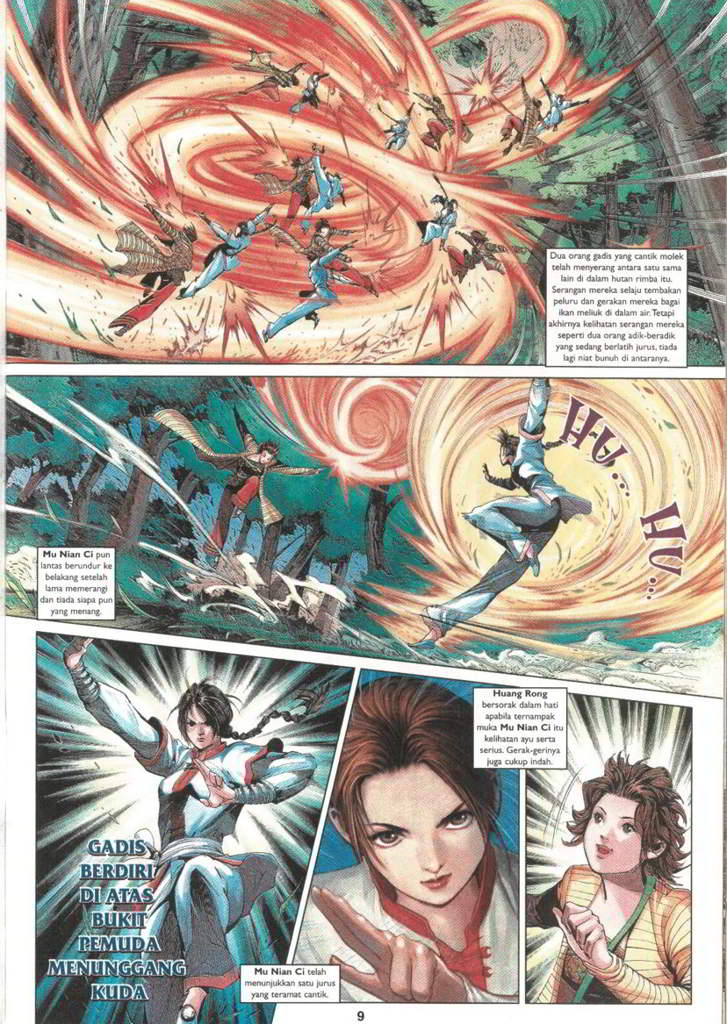 Dua orang gadis yang cantik molek
telah menyerang antara satu sama
lain di dalam hutan rimba itu.
Serangan mereka selaju tembakan
peluru dan gerakan mereka bagai
ikan meliuk di dalam air. Tetapi
akhirnya kelihatan serangan mereka
seperti dua orang adik-beradik
yang sedang berlatih jurus, tiada
lagi niat bunuh di antaranya.
HU...
HU...
Mu Nian Ci pun
lantas berundur ke
belakang setelah
lama memerangi
dan tiada siapa pun
yang menang.
GADIS
BERDIRI
DI ATAS
BUKIT
PEMUDA
MENUNGGANG
KUDA
Mu Nian Ci telah
menunjukkan satu jurus
yang teramat cantik.
Huang Rong
bersorak dalam hati
apabila ternampak
muka Mu Nian Ci itu
kelihatan ayu serta
serius. Gerak-gerinya
juga cukup indah.
9